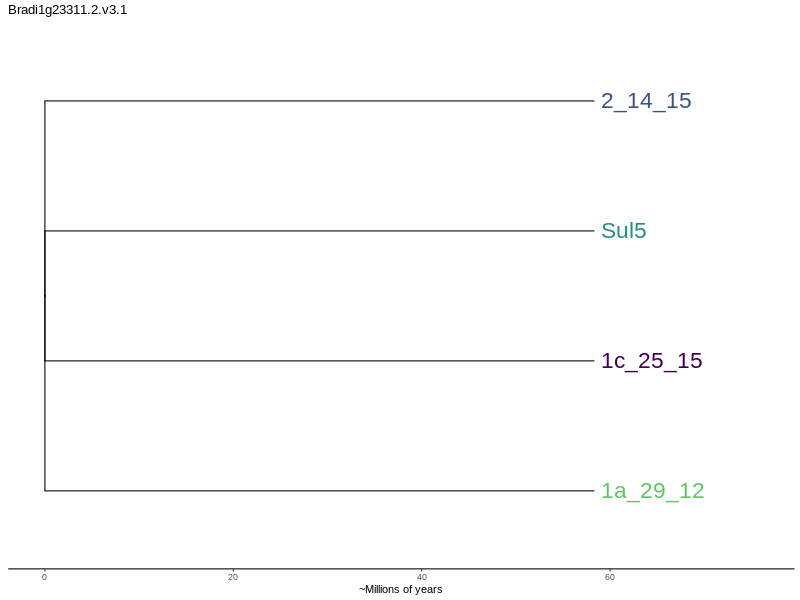 Bradi1g23311.2.v3.1
2_14_15
Sul5
1c_25_15
1a_29_12
0 20 40 60
~Millions of years